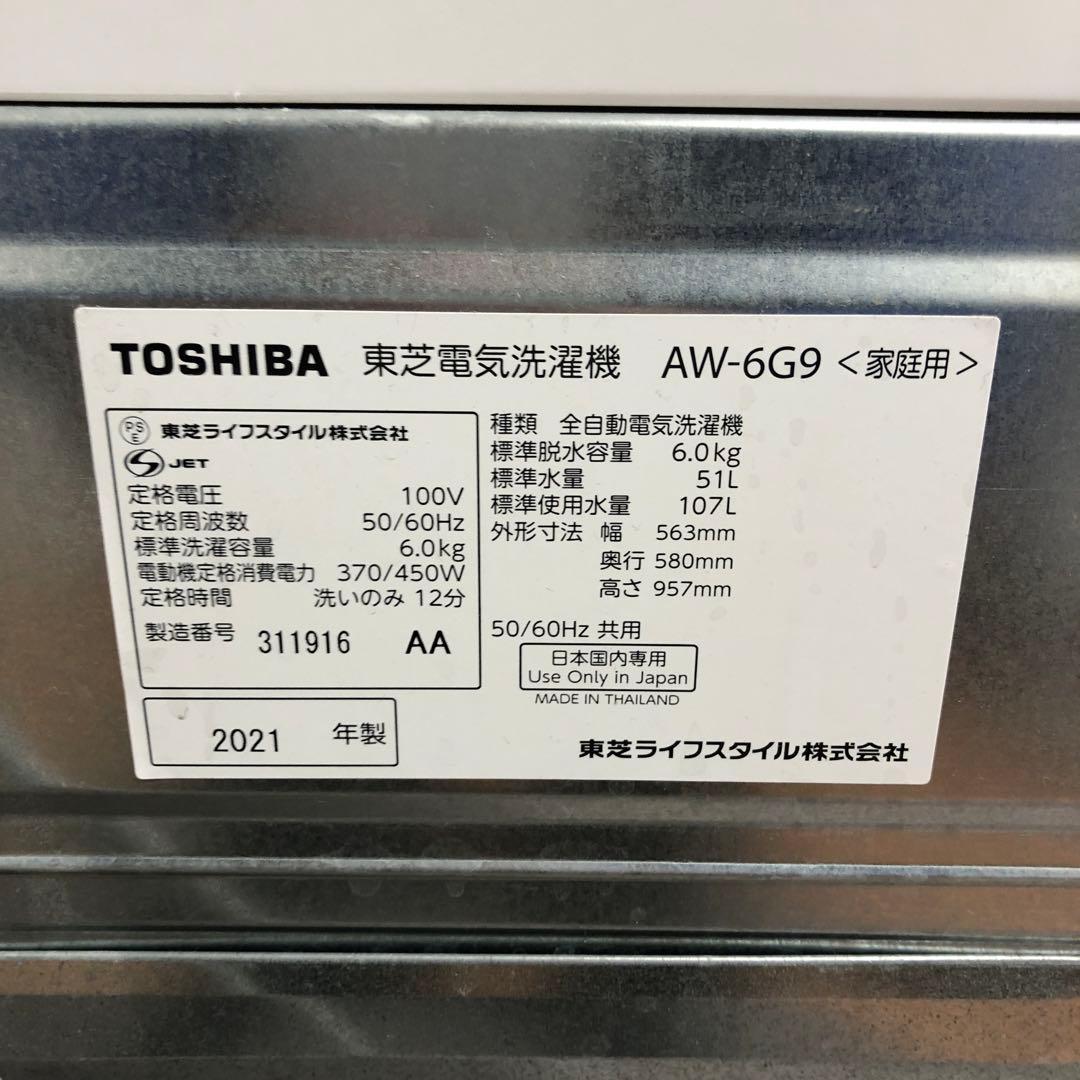 TOSHIBA 東芝電気洗濯機 AW-6G9 <家庭用>
PS E 東芝ライフスタイル株式会社
S JET
定格電圧 100V
定格周波数 50/60Hz
標準洗濯容量 6.0kg
電動機定格消費電力 370/450W
定格時間 洗いのみ 12分
製造番号 311916 AA
2021 年製
種類 全自動電気洗濯機
標準脱水容量 6.0kg
標準水量 51L
標準使用水量 107L
外形寸法 幅 563mm
奥行 580mm
高さ 957mm
50/60Hz 共用
日本国内専用
Use Only in Japan
MADE IN THAILAND
東芝ライフスタイル株式会社